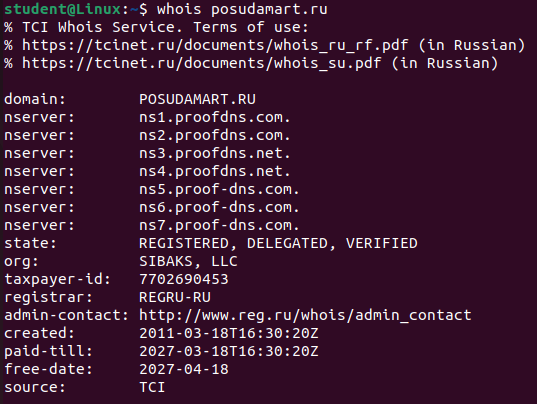 student@Linux:~$ whois posudamart.ru
% TCI Whois Service. Terms of use:
% https://tcinet.ru/documents/whois_ru_rf.pdf (in Russian)
% https://tcinet.ru/documents/whois_su.pdf (in Russian)

domain:        POSUDAMART.RU
nserver:       ns1.proofdns.com.
nserver:       ns2.proofdns.com.
nserver:       ns3.proofdns.net.
nserver:       ns4.proofdns.net.
nserver:       ns5.proof-dns.com.
nserver:       ns6.proof-dns.com.
nserver:       ns7.proof-dns.com.
state:         REGISTERED, DELEGATED, VERIFIED
org:           SIBAKS, LLC
taxpayer-id:   7702690453
registrar:     REGRU-RU
admin-contact: http://www.reg.ru/whois/admin_contact
created:       2011-03-18T16:30:20Z
paid-till:     2027-03-18T16:30:20Z
free-date:     2027-04-18
source:        TCI